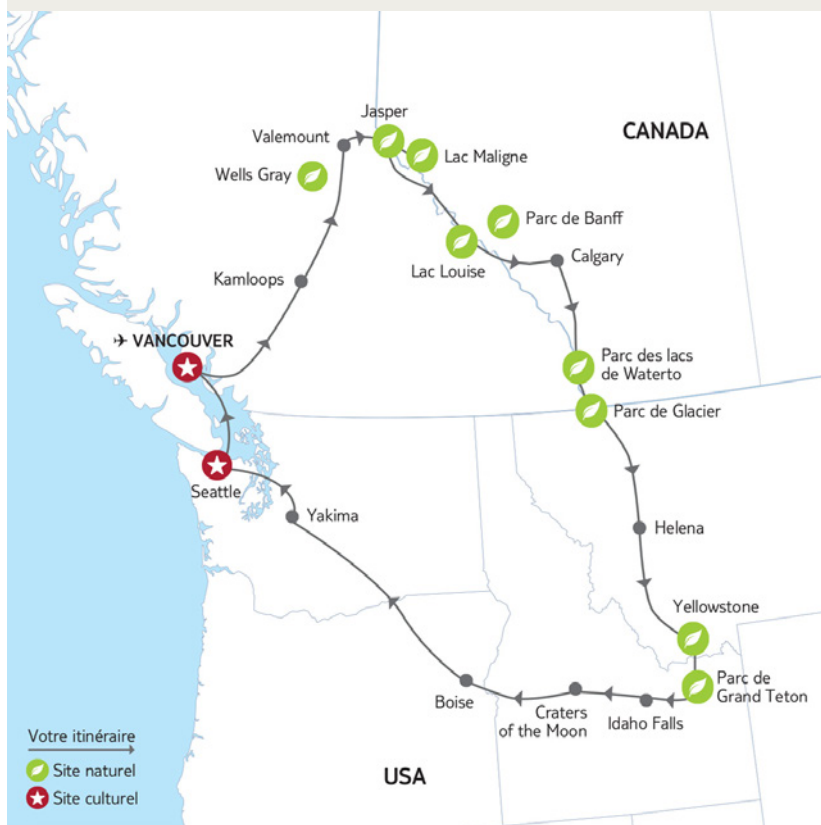 CANADA
Jasper
Valemount
Lac Maligne
Wells Gray
Parc de Banff
Lac Louise
Calgary
Kamloops
✈ VANCOUVER
Parc des lacs
de Waterto
Parc de Glacier
Seattle
Yakima
Helena
Yellowstone
Parc de
Grand Teton
Boise
Craters
of the Moon
Idaho Falls
USA
Votre itinéraire
Site naturel
Site culturel